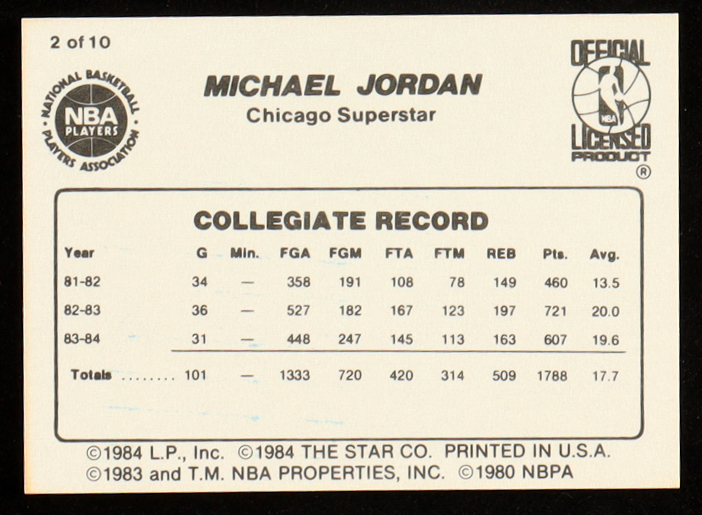 2 of 10
NATIONAL BASKETBALL
NBA
PLAYERS
PLAYERS ASSOCIATION
MICHAEL JORDAN
Chicago Superstar
OFFICIAL
NBA
LICENSED
PRODUCT
®
COLLEGIATE RECORD
Year G Min. FGA FGM FTA FTM REB Pts. Avg.
81-82 34 — 358 191 108 78 149 460 13.5
82-83 36 — 527 182 167 123 197 721 20.0
83-84 31 — 448 247 145 113 163 607 19.6
Totals ........ 101 — 1333 720 420 314 509 1788 17.7
©1984 L.P., Inc. ©1984 THE STAR CO. PRINTED IN U.S.A.
©1983 and T.M. NBA PROPERTIES, INC. ©1980 NBPA